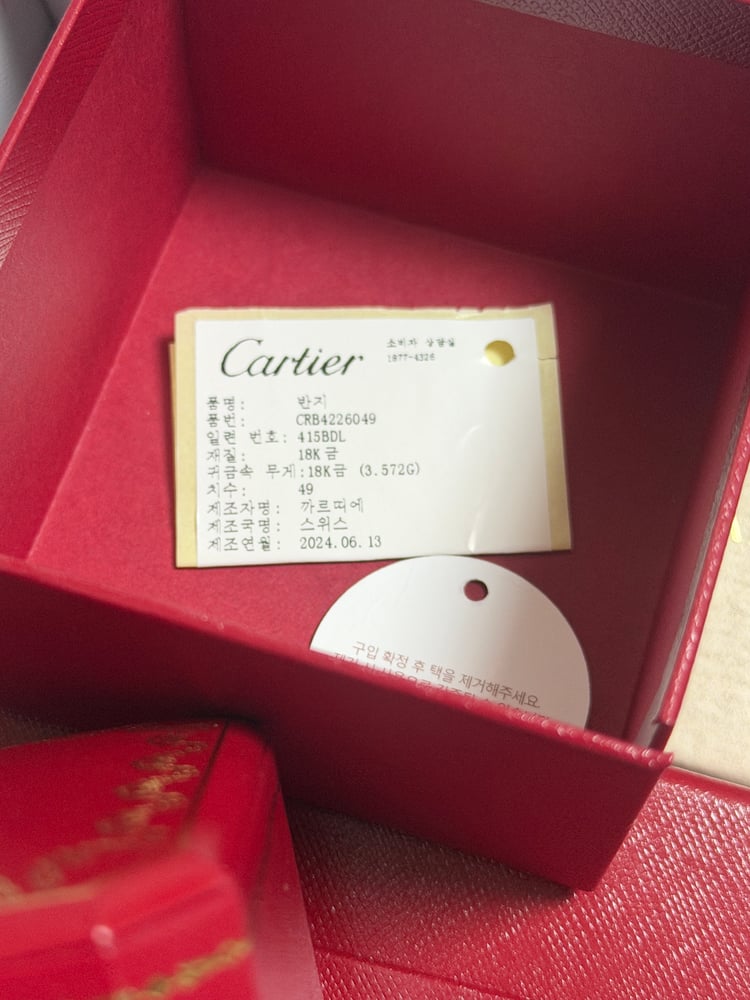 Cartier
소비자 상담실
1877-4326
품명: 반지
품번: CRB4226049
일련 번호: 415BDL
재질: 18K 금
귀금속 무게:18K금 (3.572G)
치수: 49
제조자명: 까르띠에
제조국명: 스위스
제조연월: 2024.06.13
구입 확정 후 택을 제거해주세요.